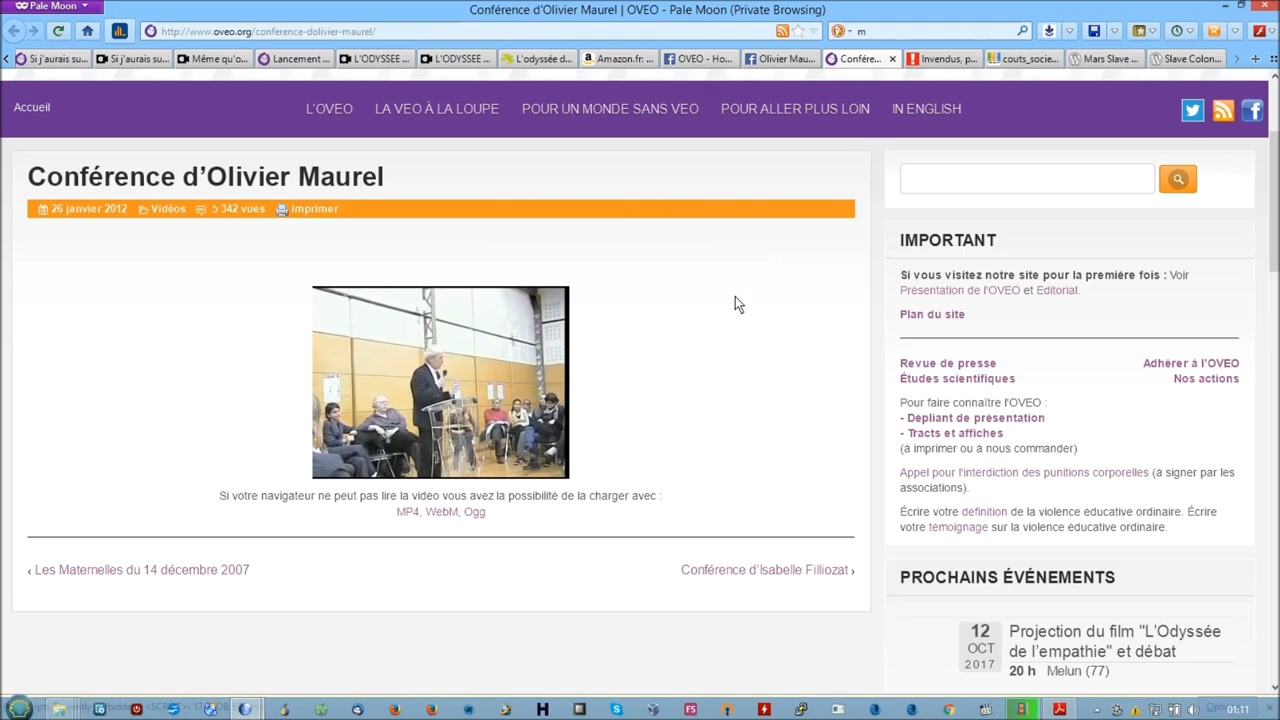 Pale Moon
Conférence d'Olivier Maurel | OVEO - Pale Moon (Private Browsing)
http://www.oveo.org/conference-dolivier-maurel/
m
Si j'aurais su...
Si j'aurais su...
Même qu'o...
Lancement ...
L'ODYSSEE ...
L'ODYSSEE ...
L'odyssée d...
Amazon.fr: ...
OVEO - Ho...
Olivier Mau...
Confére...
Invendus, p...
couts_socie...
Mars Slave ...
Slave Colon...
Accueil
L'OVEO
LA VEO À LA LOUPE
POUR UN MONDE SANS VEO
POUR ALLER PLUS LOIN
IN ENGLISH
Conférence d'Olivier Maurel
26 janvier 2012 Vidéos 5 342 vues Imprimer
Si votre navigateur ne peut pas lire la vidéo vous avez la possibilité de la charger avec :
MP4, WebM, Ogg
‹ Les Maternelles du 14 décembre 2007
Conférence d'Isabelle Filliozat ›
IMPORTANT
Si vous visitez notre site pour la première fois : Voir
Présentation de l'OVEO et Editorial.
Plan du site
Revue de presse
Adhérer à l'OVEO
Études scientifiques
Nos actions
Pour faire connaître l'OVEO :
- Dépliant de présentation
- Tracts et affiches
(à imprimer ou à nous commander)
Appel pour l'interdiction des punitions corporelles (à signer par les
associations).
Écrire votre définition de la violence éducative ordinaire. Écrire
votre témoignage sur la violence éducative ordinaire.
PROCHAINS ÉVÉNEMENTS
12
OCT
2017
Projection du film "L'Odyssée
de l'empathie" et débat
20 h Melun (77)
01:11